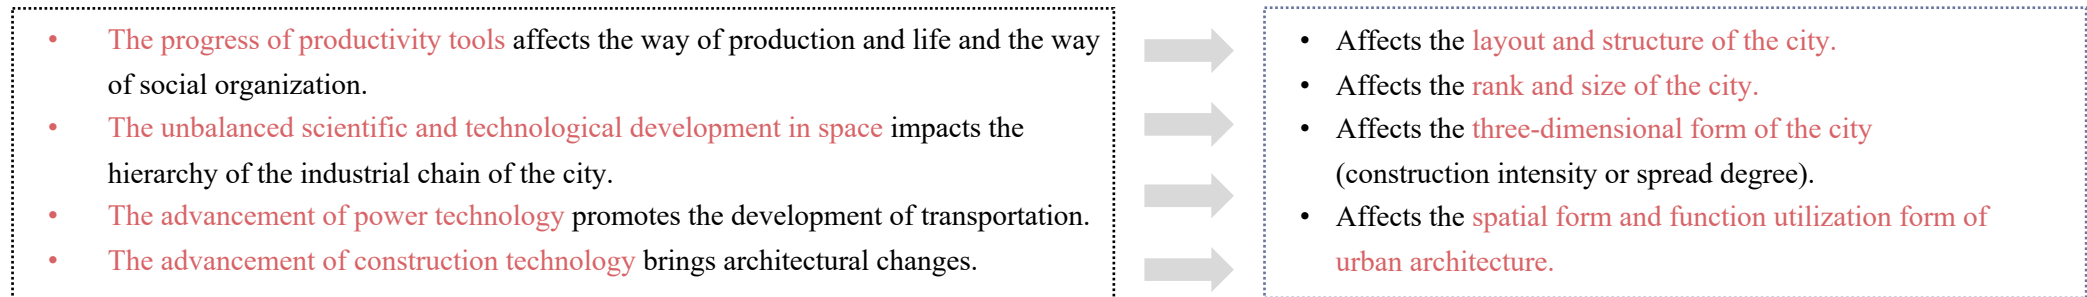 • The progress of productivity tools affects the way of production and life and the way
of social organization.
• The unbalanced scientific and technological development in space impacts the
hierarchy of the industrial chain of the city.
• The advancement of power technology promotes the development of transportation.
• The advancement of construction technology brings architectural changes.
• Affects the layout and structure of the city.
• Affects the rank and size of the city.
• Affects the three-dimensional form of the city
(construction intensity or spread degree).
• Affects the spatial form and function utilization form of
urban architecture.